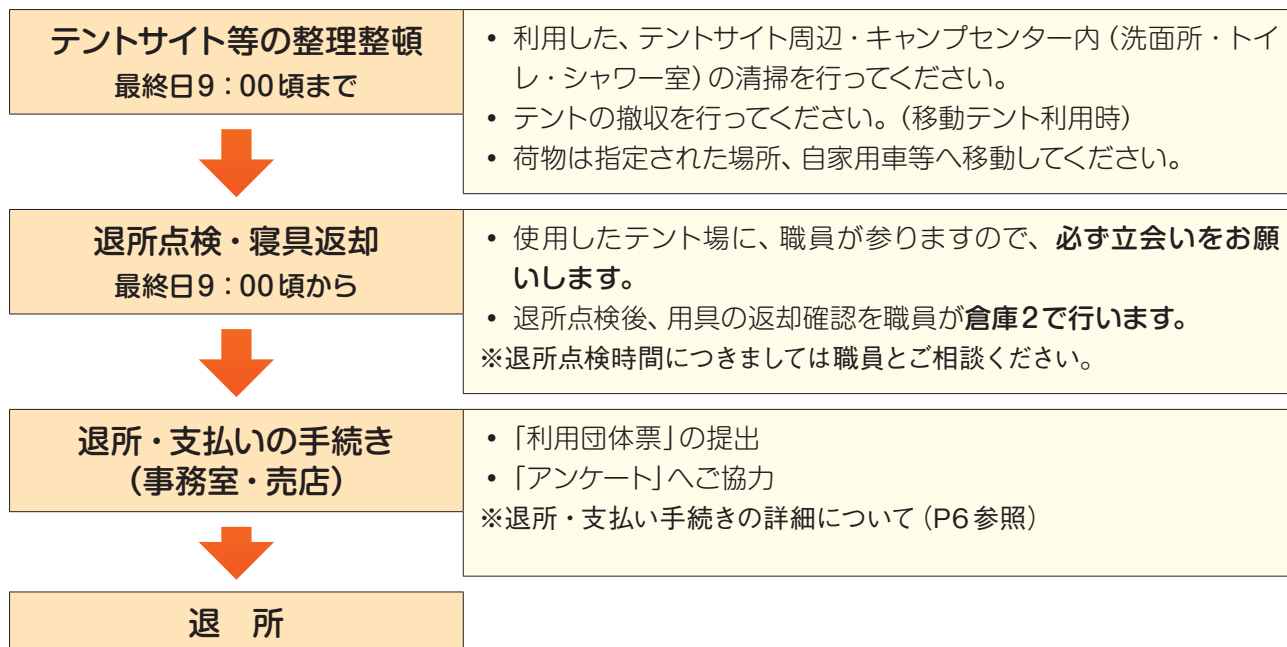 テントサイト等の整理整頓
最終日9：00頃まで
• 利用した、テントサイト周辺・キャンプセンター内（洗面所・トイ
レ・シャワー室）の清掃を行ってください。
• テントの撤収を行ってください。（移動テント利用時）
• 荷物は指定された場所、自家用車等へ移動してください。
退所点検・寝具返却
最終日9：00頃から
• 使用したテント場に、職員が参りますので、必ず立会いをお願
いします。
• 退所点検後、用具の返却確認を職員が倉庫2で行います。
※退所点検時間につきましては職員とご相談ください。
退所・支払いの手続き
（事務室・売店）
• 「利用団体票」の提出
• 「アンケート」へご協力
※退所・支払い手続きの詳細について（P6参照）
退　所